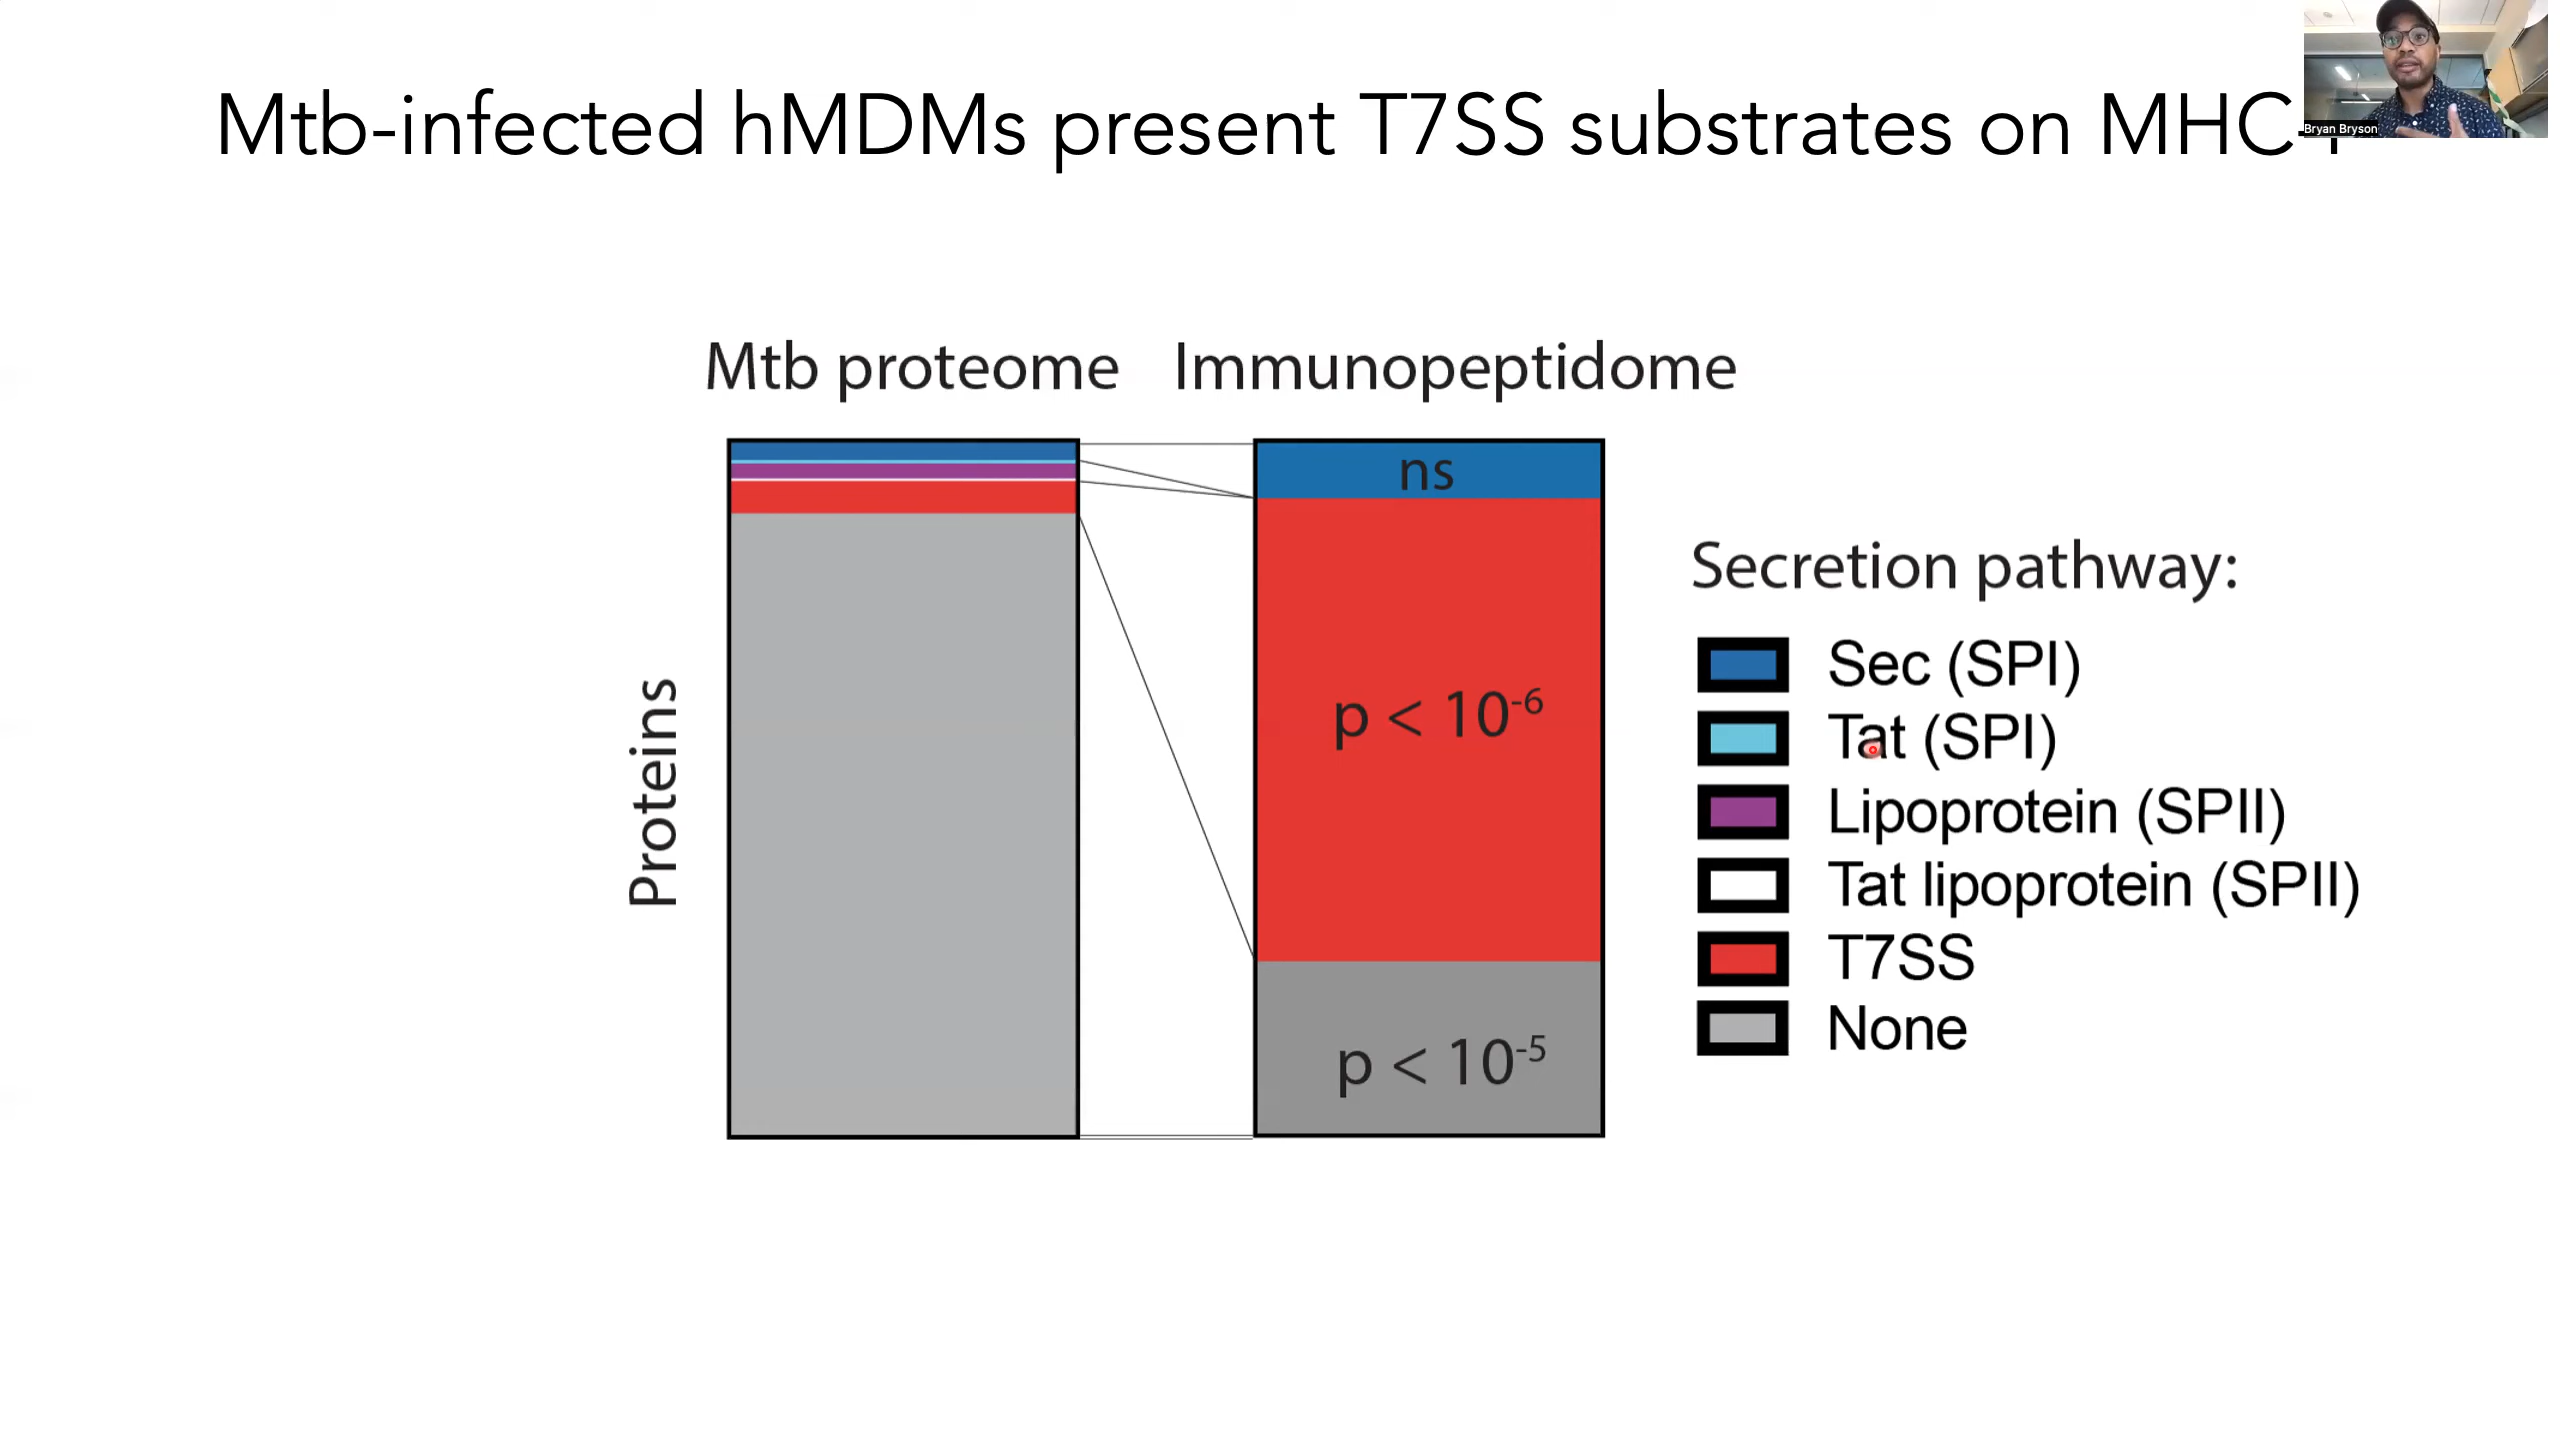 Mtb-infected hMDMs present T7SS substrates on MHC-I
Bryan Bryson
Mtb proteome
Immunopeptidome
Proteins
ns
p < 10⁻⁶
p < 10⁻⁵
Secretion pathway:
Sec (SPI)
Tat (SPI)
Lipoprotein (SPII)
Tat lipoprotein (SPII)
T7SS
None